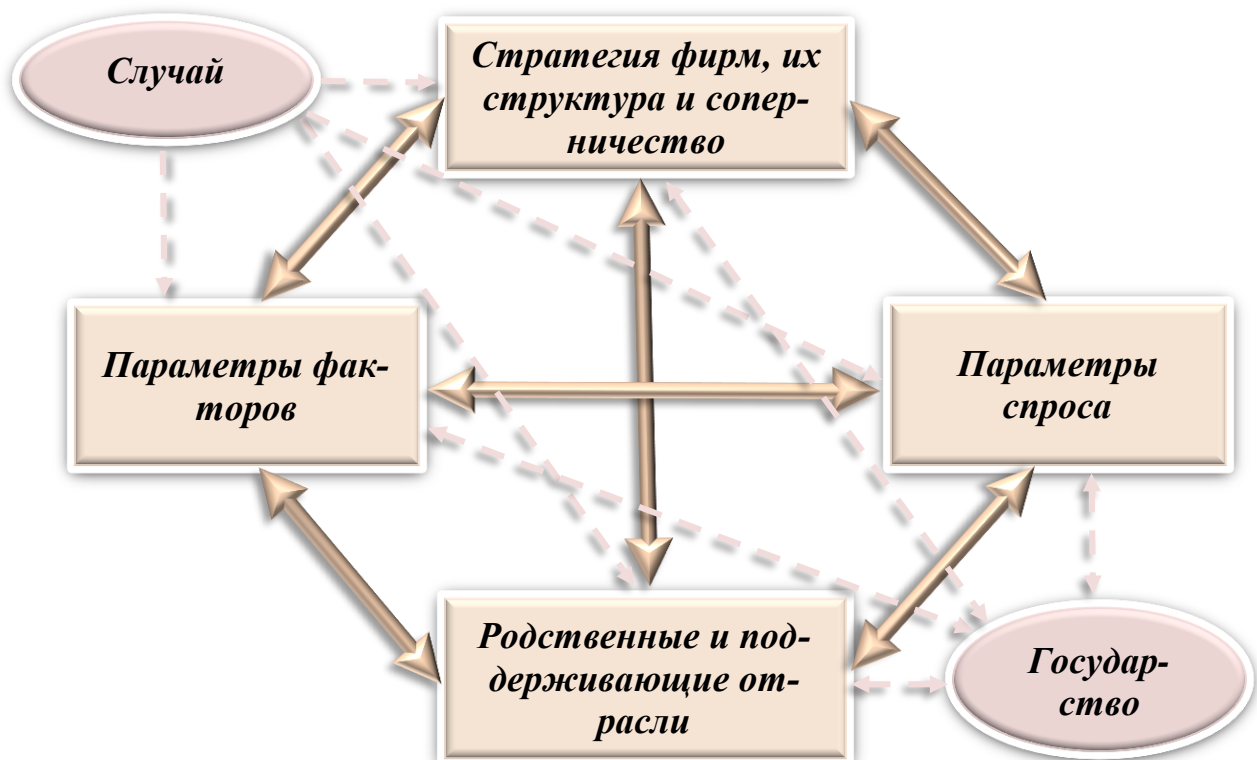 Случай
Стратегия фирм, их
структура и сопер-
ничество
Параметры фак-
торов
Параметры
спроса
Родственные и под-
держивающие от-
расли
Государ-
ство